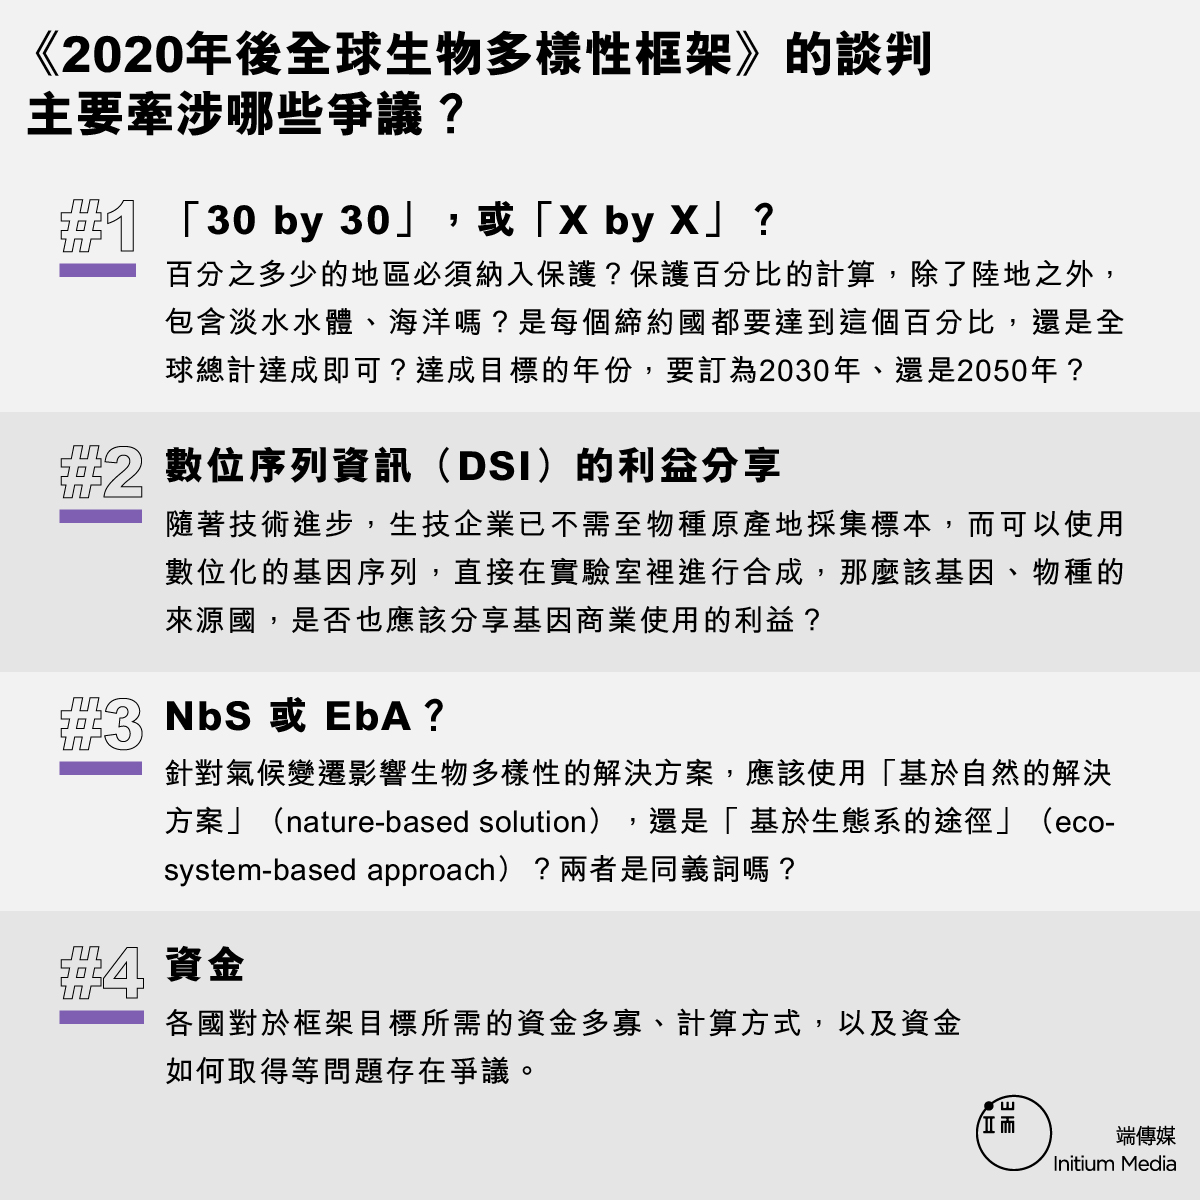 《2020年後全球生物多樣性框架》的談判
主要牽涉哪些爭議？
#1
「30 by 30」，或「X by X」？
百分之多少的地區必須納入保護？保護百分比的計算，除了陸地之外，
包含淡水水體、海洋嗎？是每個締約國都要達到這個百分比，還是全
球總計達成即可？達成目標的年份，要訂為2030年、還是2050年？
#2
數位序列資訊（DSI）的利益分享
隨著技術進步，生技企業已不需至物種原產地採集標本，而可以使用
數位化的基因序列，直接在實驗室裡進行合成，那麼該基因、物種的
來源國，是否也應該分享基因商業使用的利益？
#3
NbS 或 EbA？
針對氣候變遷影響生物多樣性的解決方案，應該使用「基於自然的解決
方案」（nature-based solution），還是「 基於生態系的途徑」（eco-
system-based approach）？兩者是同義詞嗎？
#4
資金
各國對於框架目標所需的資金多寡、計算方式，以及資金
如何取得等問題存在爭議。
端
端傳媒
Initium Media